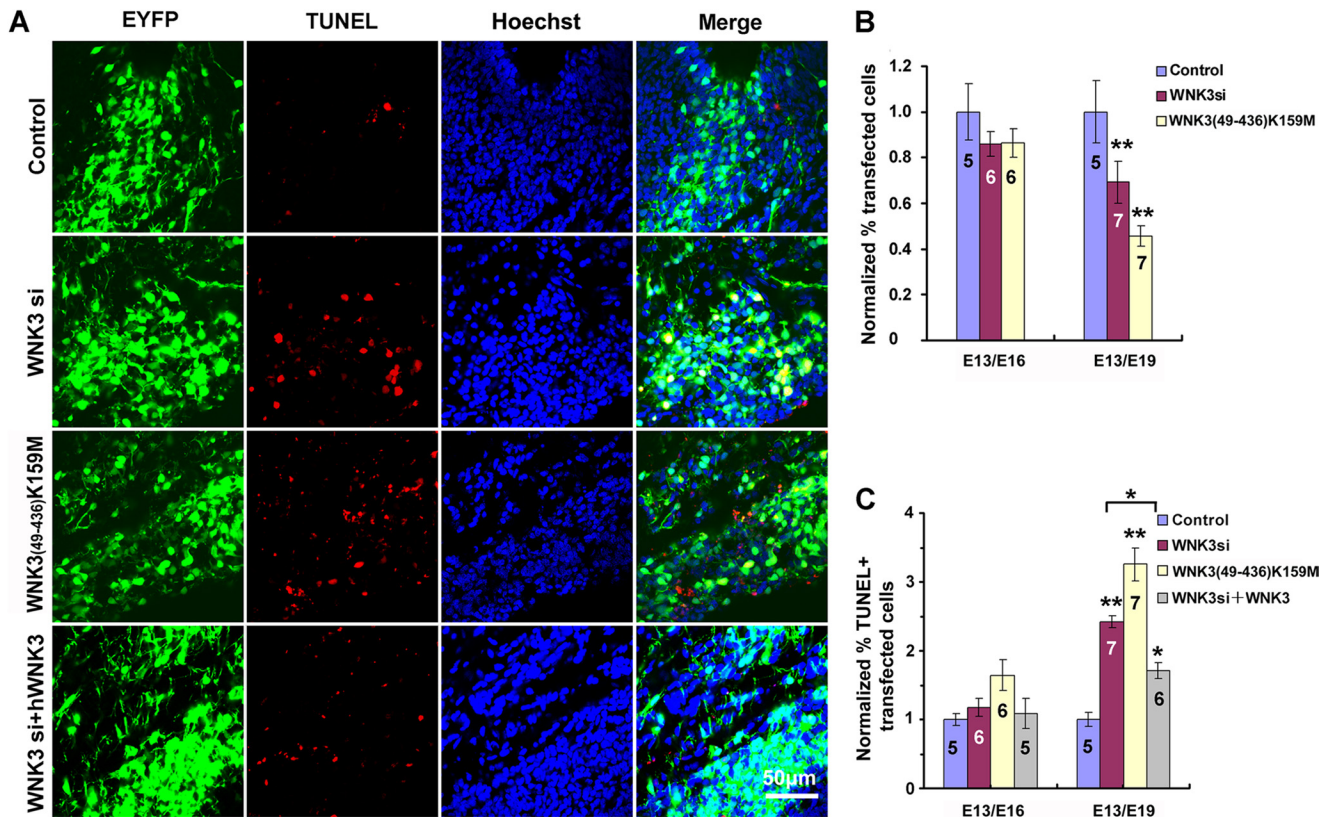 A
EYFP
TUNEL
Hoechst
Merge
Control
WNK3 si
WNK3(49-436)K159M
WNK3 si+hWNK3
50μm
B
Normalized % transfected cells
1.2
1.0
0.8
0.6
0.4
0.2
0
5
6
6
5
**
7
**
7
E13/E16
E13/E19
Control
WNK3si
WNK3(49-436)K159M
C
Normalized % TUNEL+
transfected cells
4
3
2
1
0
5
6
6
5
5
**
7
**
7
*
6
*
E13/E16
E13/E19
Control
WNK3si
WNK3(49-436)K159M
WNK3si+WNK3